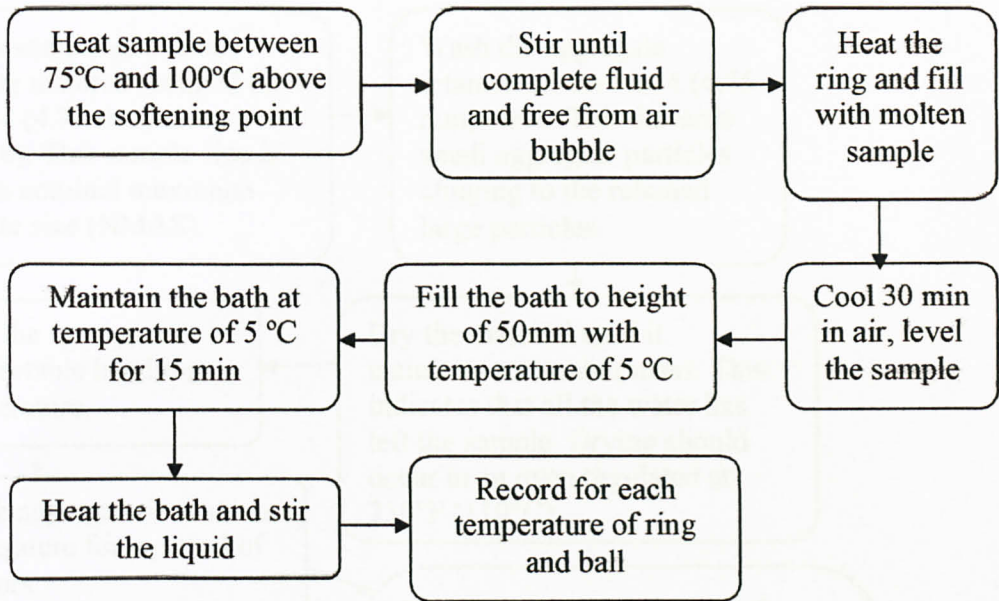 Heat sample between
75ºC and 100ºC above
the softening point
Stir until
complete fluid
and free from air
bubble
Heat the
ring and fill
with molten
sample
Cool 30 min
in air, level
the sample
Fill the bath to height
of 50mm with
temperature of 5 ºC
Maintain the bath at
temperature of 5 ºC
for 15 min
Heat the bath and stir
the liquid
Record for each
temperature of ring
and ball